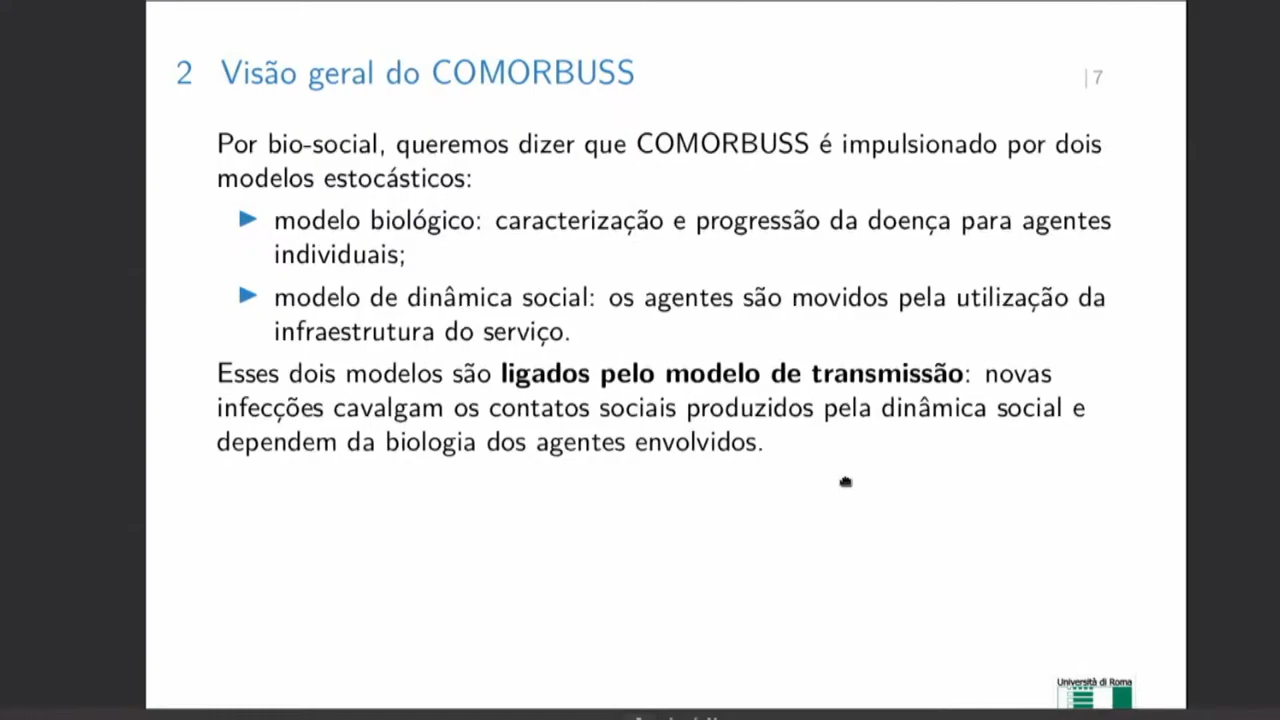 2 Visão geral do COMORBUSS
|7
Por bio-social, queremos dizer que COMORBUSS é impulsionado por dois
modelos estocásticos:
modelo biológico: caracterização e progressão da doença para agentes
individuais;
modelo de dinâmica social: os agentes são movidos pela utilização da
infraestrutura do serviço.
Esses dois modelos são ligados pelo modelo de transmissão: novas
infecções cavalgam os contatos sociais produzidos pela dinâmica social e
dependem da biologia dos agentes envolvidos.
Università di Roma